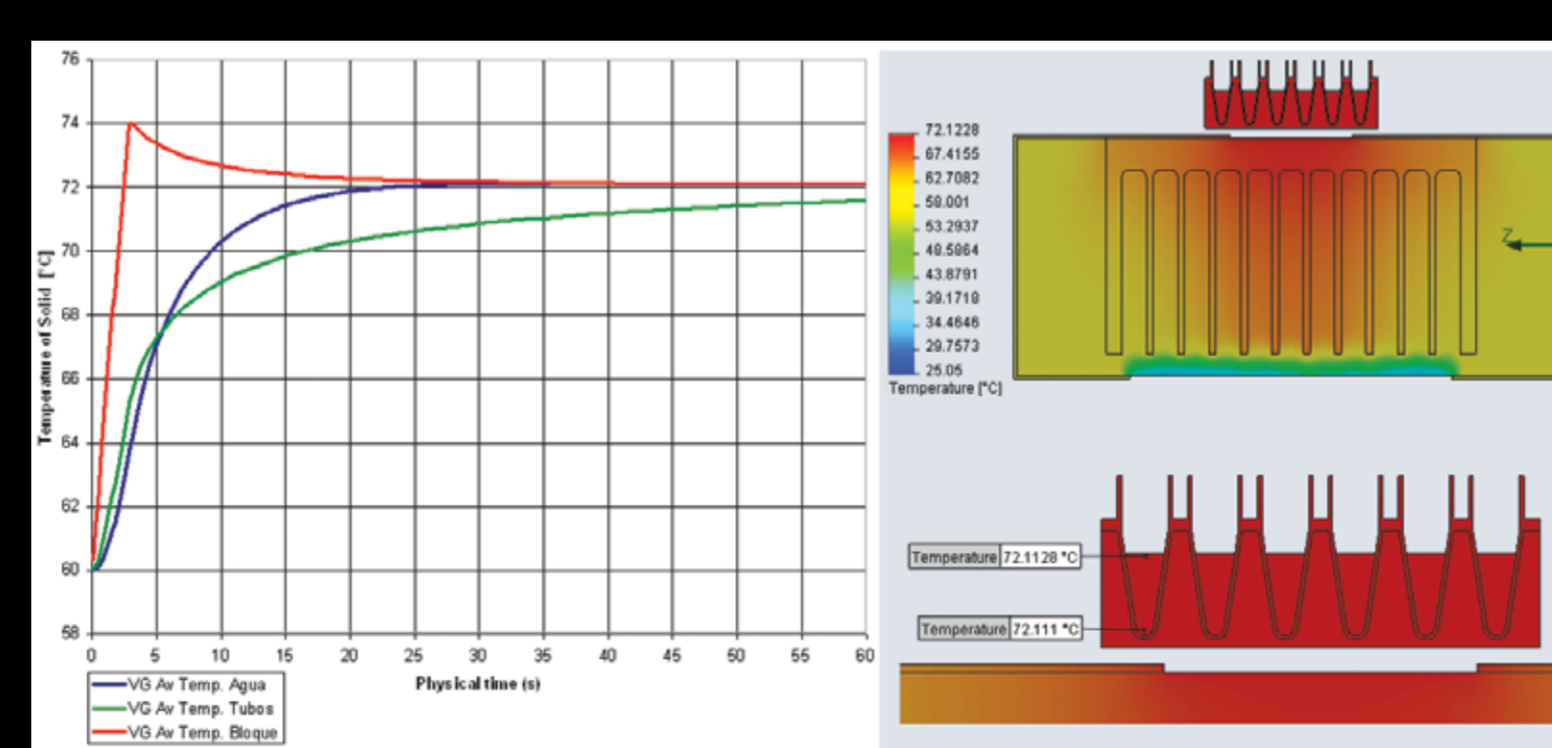 76
74
72
70
68
66
64
62
60
58
Temperature of Solid [°C]
0 5 10 15 20 25 30 35 40 45 50 55 60
Physical time (s)
VG Av Temp. Agua
VG Av Temp. Tubos
VG Av Temp. Bloque
72.1228
67.4155
62.7082
58.001
53.2937
48.5864
43.8791
39.1718
34.4646
29.7573
25.05
Temperature [°C]
Z
Temperature 72.1128 °C
Temperature 72.111 °C